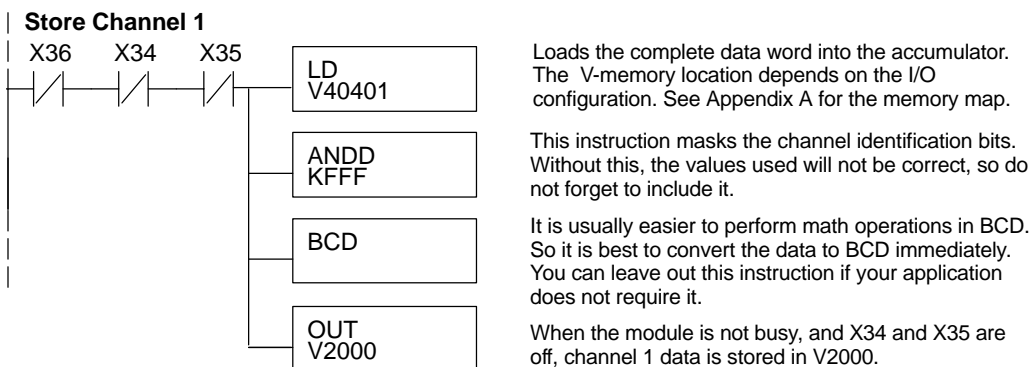 Store Channel 1
X36 X34 X35
LD
V40401
Loads the complete data word into the accumulator.
The V-memory location depends on the I/O
configuration. See Appendix A for the memory map.
ANDD
KFFF
This instruction masks the channel identification bits.
Without this, the values used will not be correct, so do
not forget to include it.
BCD
It is usually easier to perform math operations in BCD.
So it is best to convert the data to BCD immediately.
You can leave out this instruction if your application
does not require it.
OUT
V2000
When the module is not busy, and X34 and X35 are
off, channel 1 data is stored in V2000.